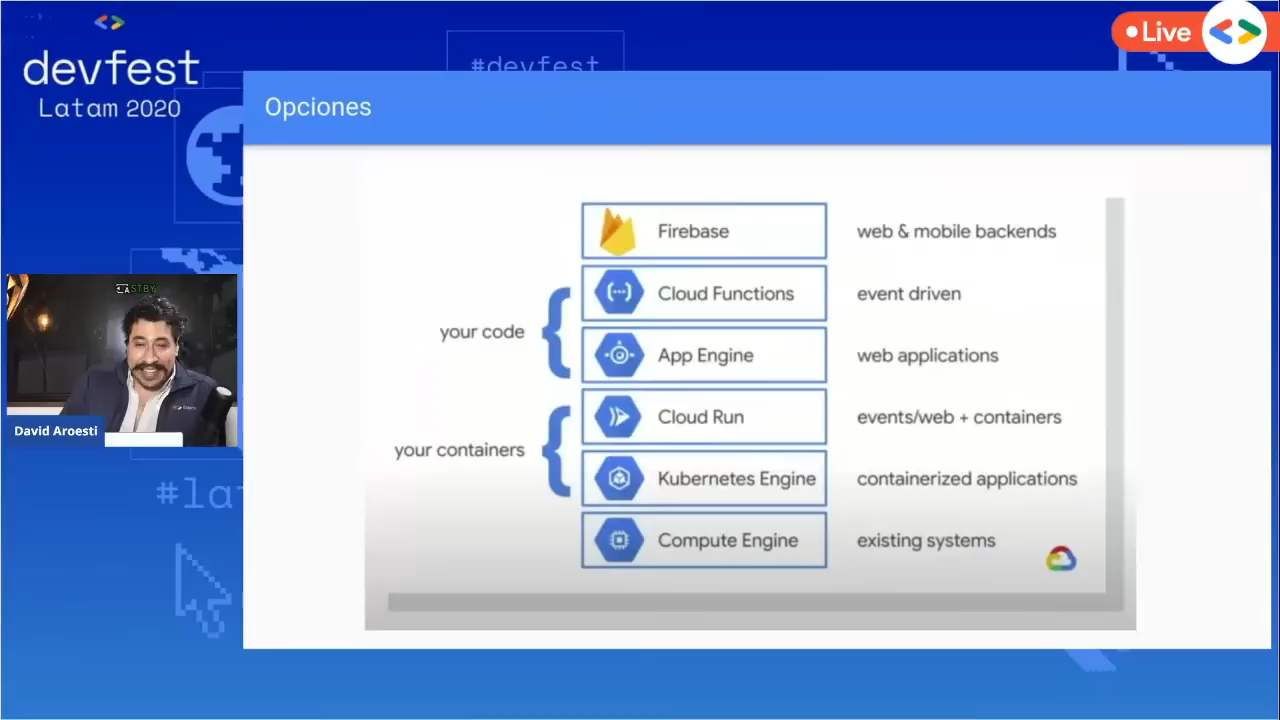 devfest
Latam 2020
#devfest
Live
Opciones
Firebase
web & mobile backends
Cloud Functions
event driven
your code
App Engine
web applications
Cloud Run
events/web + containers
your containers
Kubernetes Engine
containerized applications
Compute Engine
existing systems
STBY
David Aroesti
#la